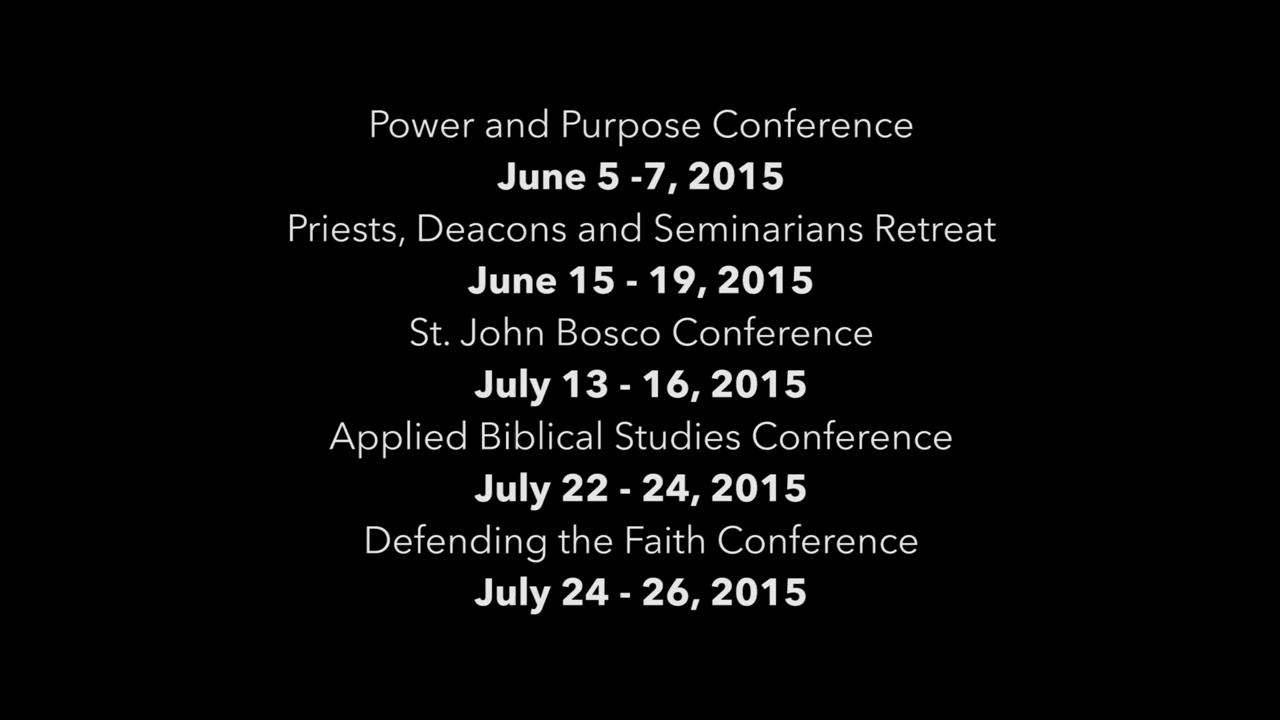 Power and Purpose Conference
June 5 -7, 2015
Priests, Deacons and Seminarians Retreat
June 15 - 19, 2015
St. John Bosco Conference
July 13 - 16, 2015
Applied Biblical Studies Conference
July 22 - 24, 2015
Defending the Faith Conference
July 24 - 26, 2015